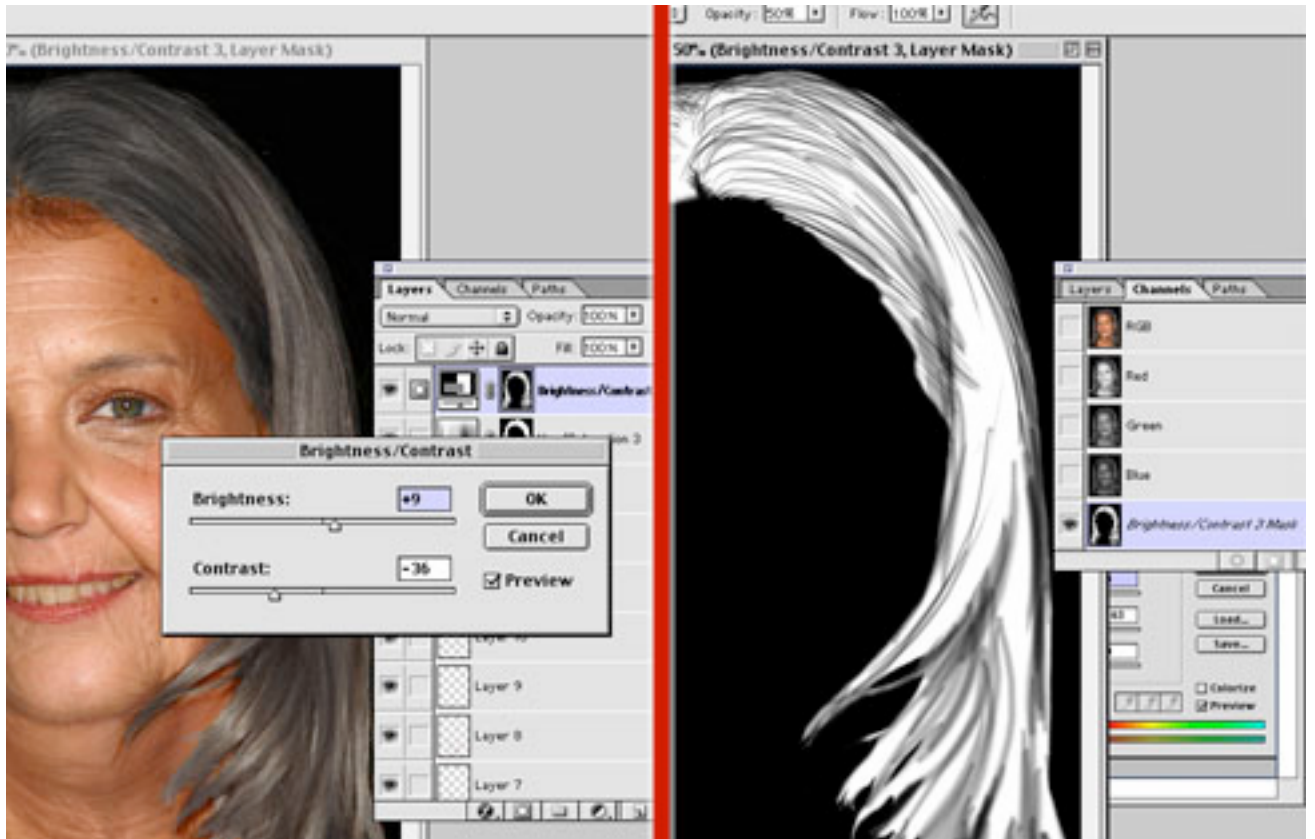 % (Brightness/Contrast 3, Layer Mask)
Layers Channels Paths
Normal Opacity: 100%
Lock: Fill: 100%
Brightness/Contrast
3
Brightness/Contrast
Brightness: +9
OK
Cancel
Contrast: -36
Preview
Layer 9
Layer 8
Layer 7
Opacity: 50% Flow: 100%
50% (Brightness/Contrast 3, Layer Mask)
Layers Channels Paths
RGB
Red
Green
Blue
Brightness/Contrast 3 Mask
Cancel
Load...
Save...
Colorize
Preview